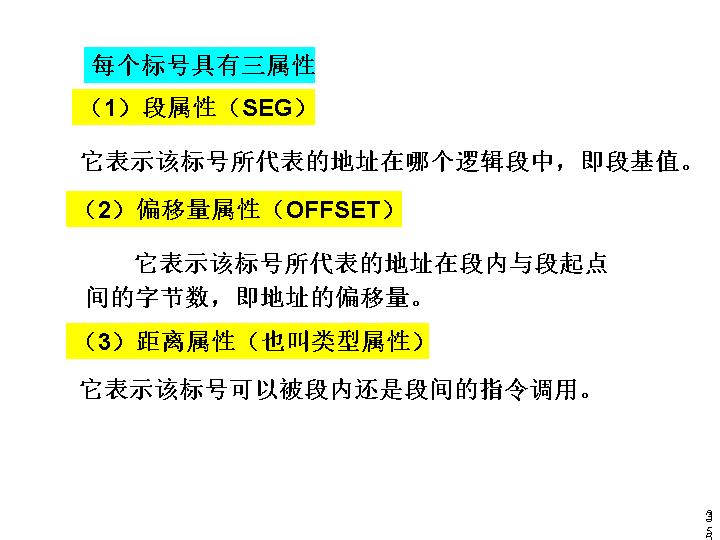 每个标号具有三属性
（1）段属性（SEG）
它表示该标号所代表的地址在哪个逻辑段中，即段基值。
（2）偏移量属性（OFFSET）
它表示该标号所代表的地址在段内与段起点
间的字节数，即地址的偏移量。
（3）距离属性（也叫类型属性）
它表示该标号可以被段内还是段间的指令调用。